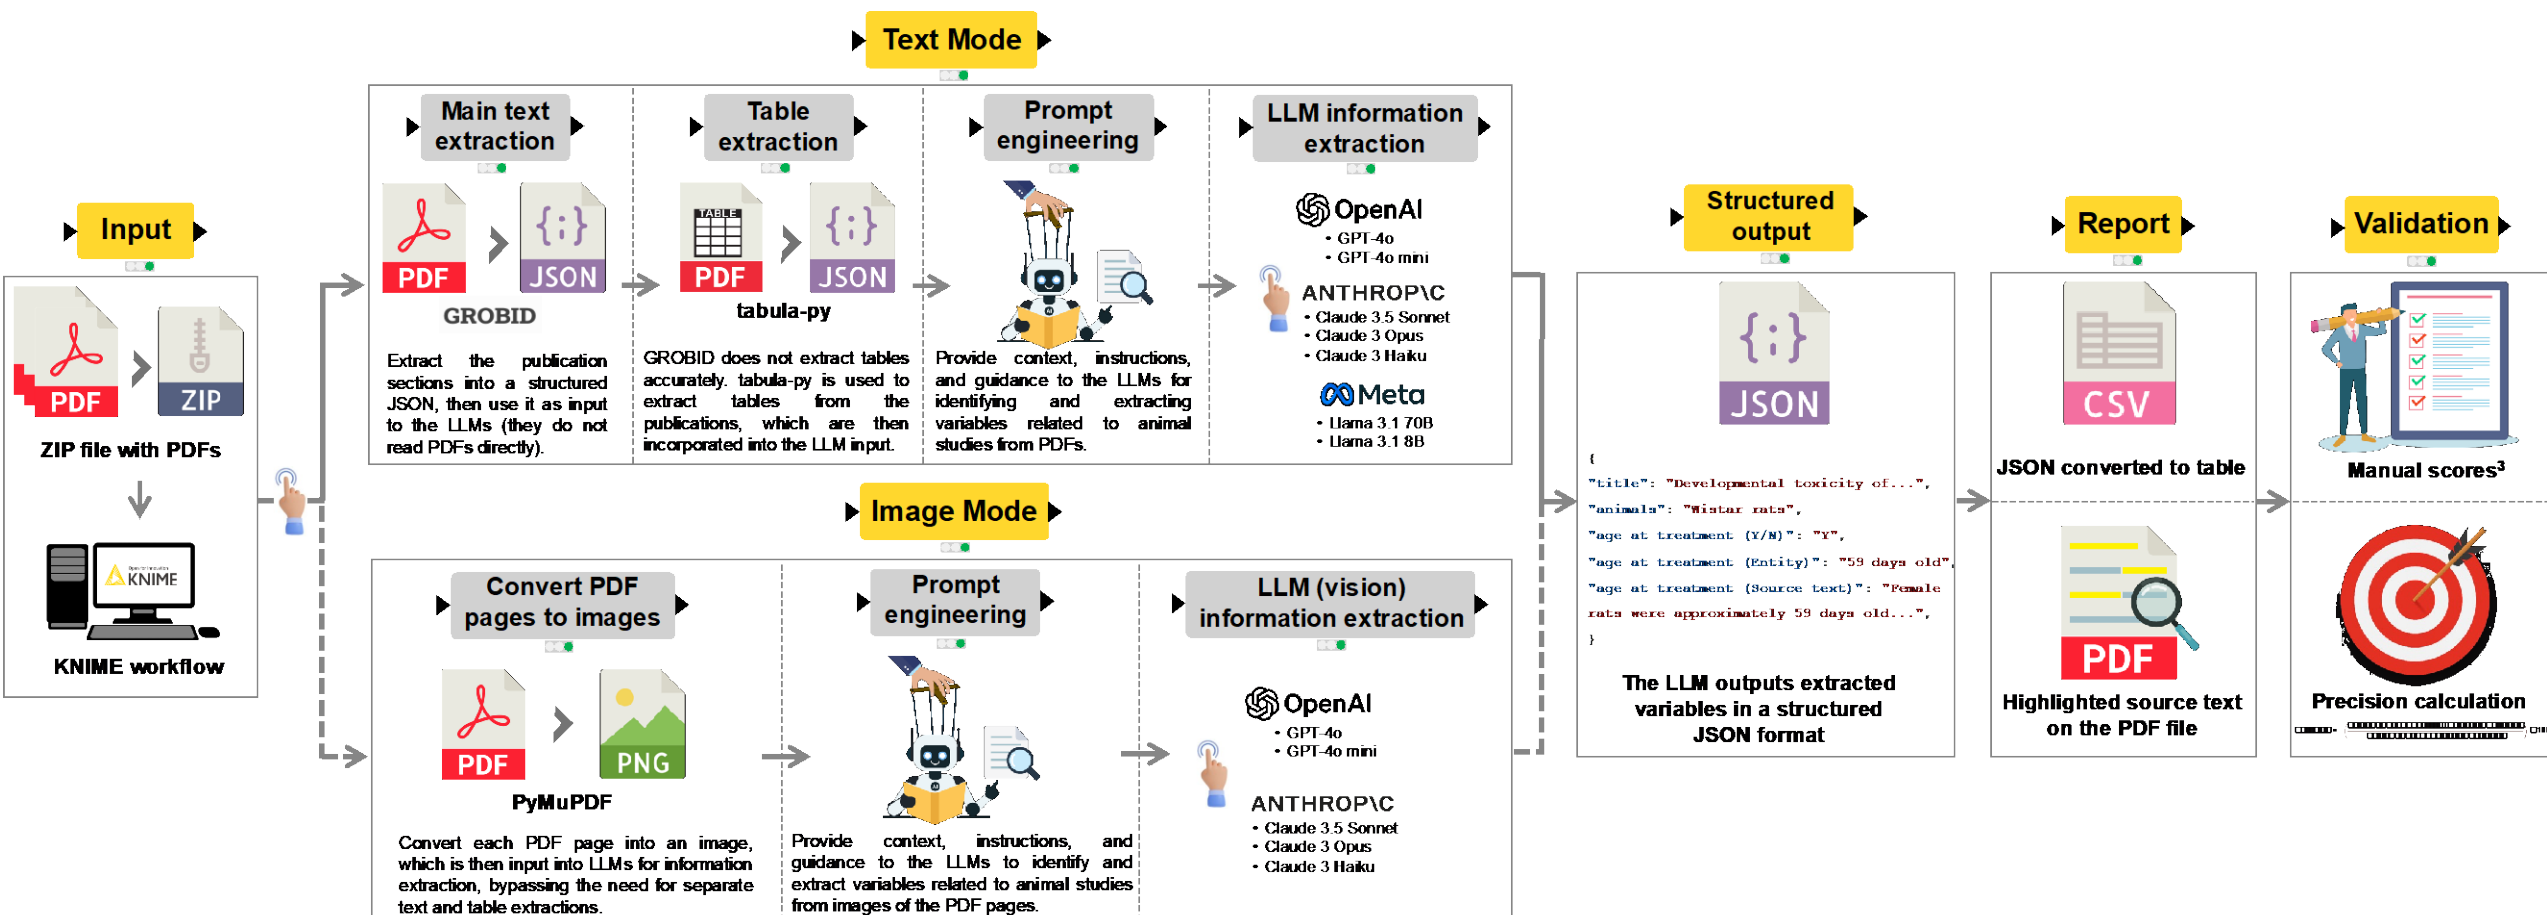 Text Mode
Main text
extraction
Table
extraction
Prompt
engineering
LLM information
extraction
PDF
JSON
GROBID
Extract the publication
sections into a structured
JSON, then use it as input
to the LLMs (they do not
read PDFs directly).
TABLE
PDF
JSON
tabula-py
GROBID does not extract tables
accurately. tabula-py is used to
extract tables from the
publications, which are then
incorporated into the LLM input.
AI
Provide context, instructions,
and guidance to the LLMs for
identifying and extracting
variables related to animal
studies from PDFs.
OpenAI
• GPT-4o
• GPT-4o mini
ANTHROP\C
• Claude 3.5 Sonnet
• Claude 3 Opus
• Claude 3 Haiku
Meta
• Llama 3.1 70B
• Llama 3.1 8B
Input
PDF
ZIP
ZIP file with PDFs
Open for Innovation
KNIME
KNIME workflow
Image Mode
Convert PDF
pages to images
Prompt
engineering
LLM (vision)
information extraction
PDF
PNG
PyMuPDF
Convert each PDF page into an image,
which is then input into LLMs for information
extraction, bypassing the need for separate
text and table extractions.
AI
Provide context, instructions, and
guidance to the LLMs to identify and
extract variables related to animal studies
from images of the PDF pages.
OpenAI
• GPT-4o
• GPT-4o mini
ANTHROP\C
• Claude 3.5 Sonnet
• Claude 3 Opus
• Claude 3 Haiku
Structured
output
JSON
{
"title": "Developmental toxicity of...",
"animals": "Wistar rats",
"age at treatment (Y/N)": "Y",
"age at treatment (Entity)": "59 days old",
"age at treatment (Source text)": "Female
rats were approximately 59 days old...",
}
The LLM outputs extracted
variables in a structured
JSON format
Report
CSV
JSON converted to table
PDF
Highlighted source text
on the PDF file
Validation
Manual scores³
Precision calculation